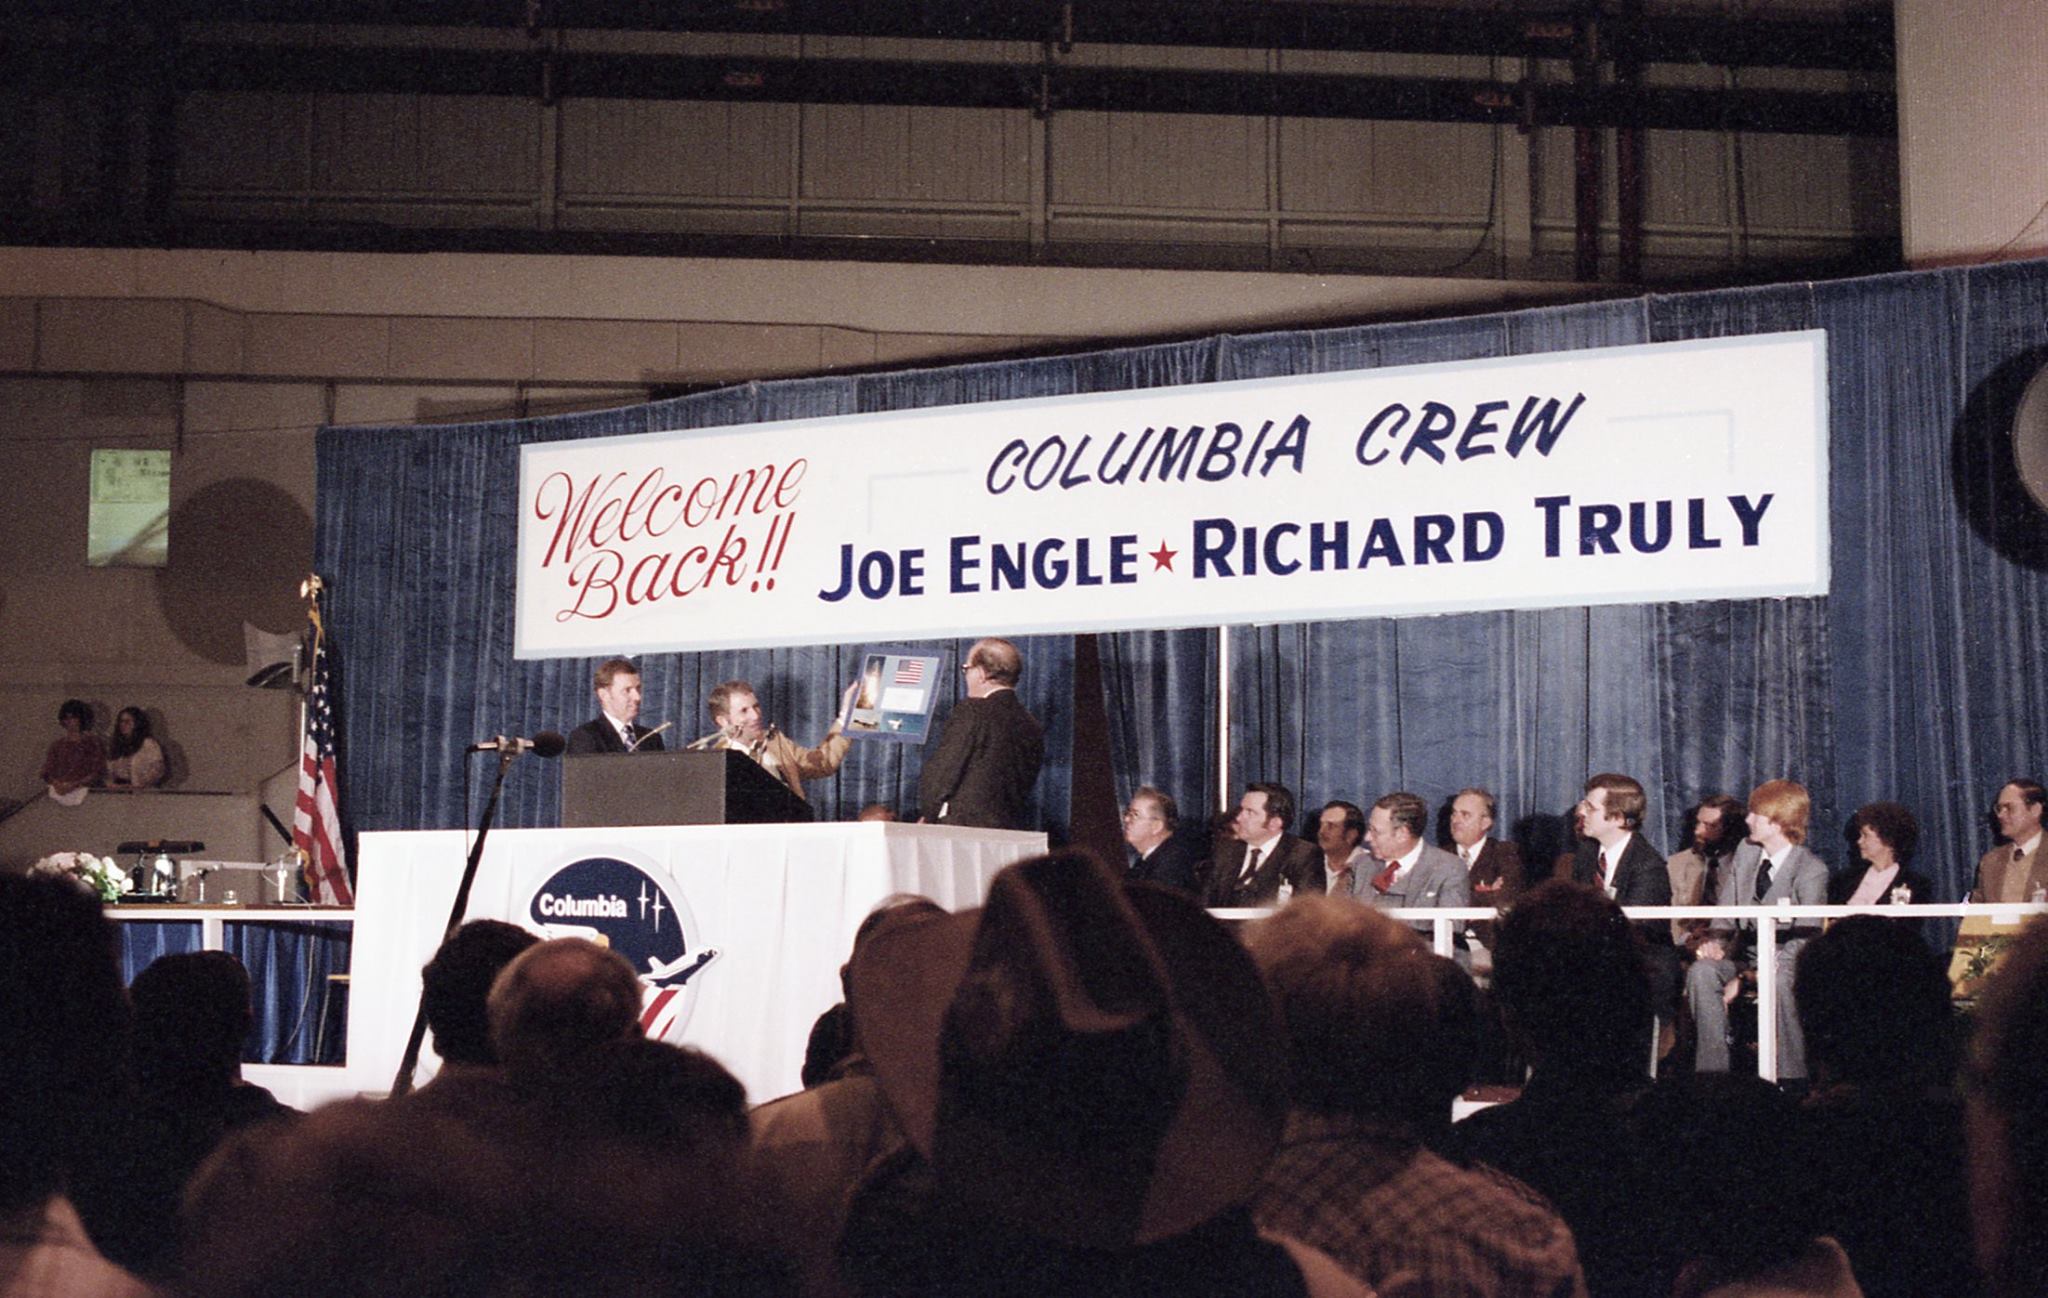 Welcome
Back!!
COLUMBIA CREW
JOE ENGLE ★ RICHARD TRULY
Columbia